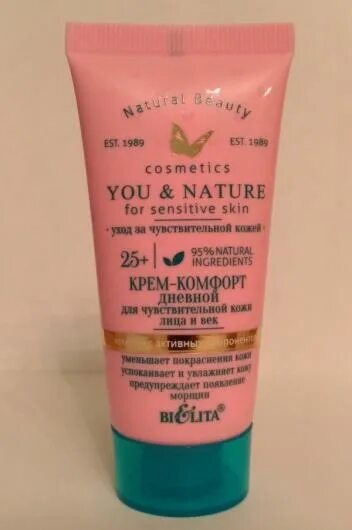 Natural Beauty
EST. 1989 EST. 1989
cosmetics
YOU & NATURE
for sensitive skin
· уход за чувствительной кожей ·
25+ 95% NATURAL
INGREDIENTS
КРЕМ-КОМФОРТ
дневной
для чувствительной кожи
лица и век
активных
уменьшает покраснения кожи
успокаивает и увлажняет кожу
предупреждает появление
морщин
BIELITA®